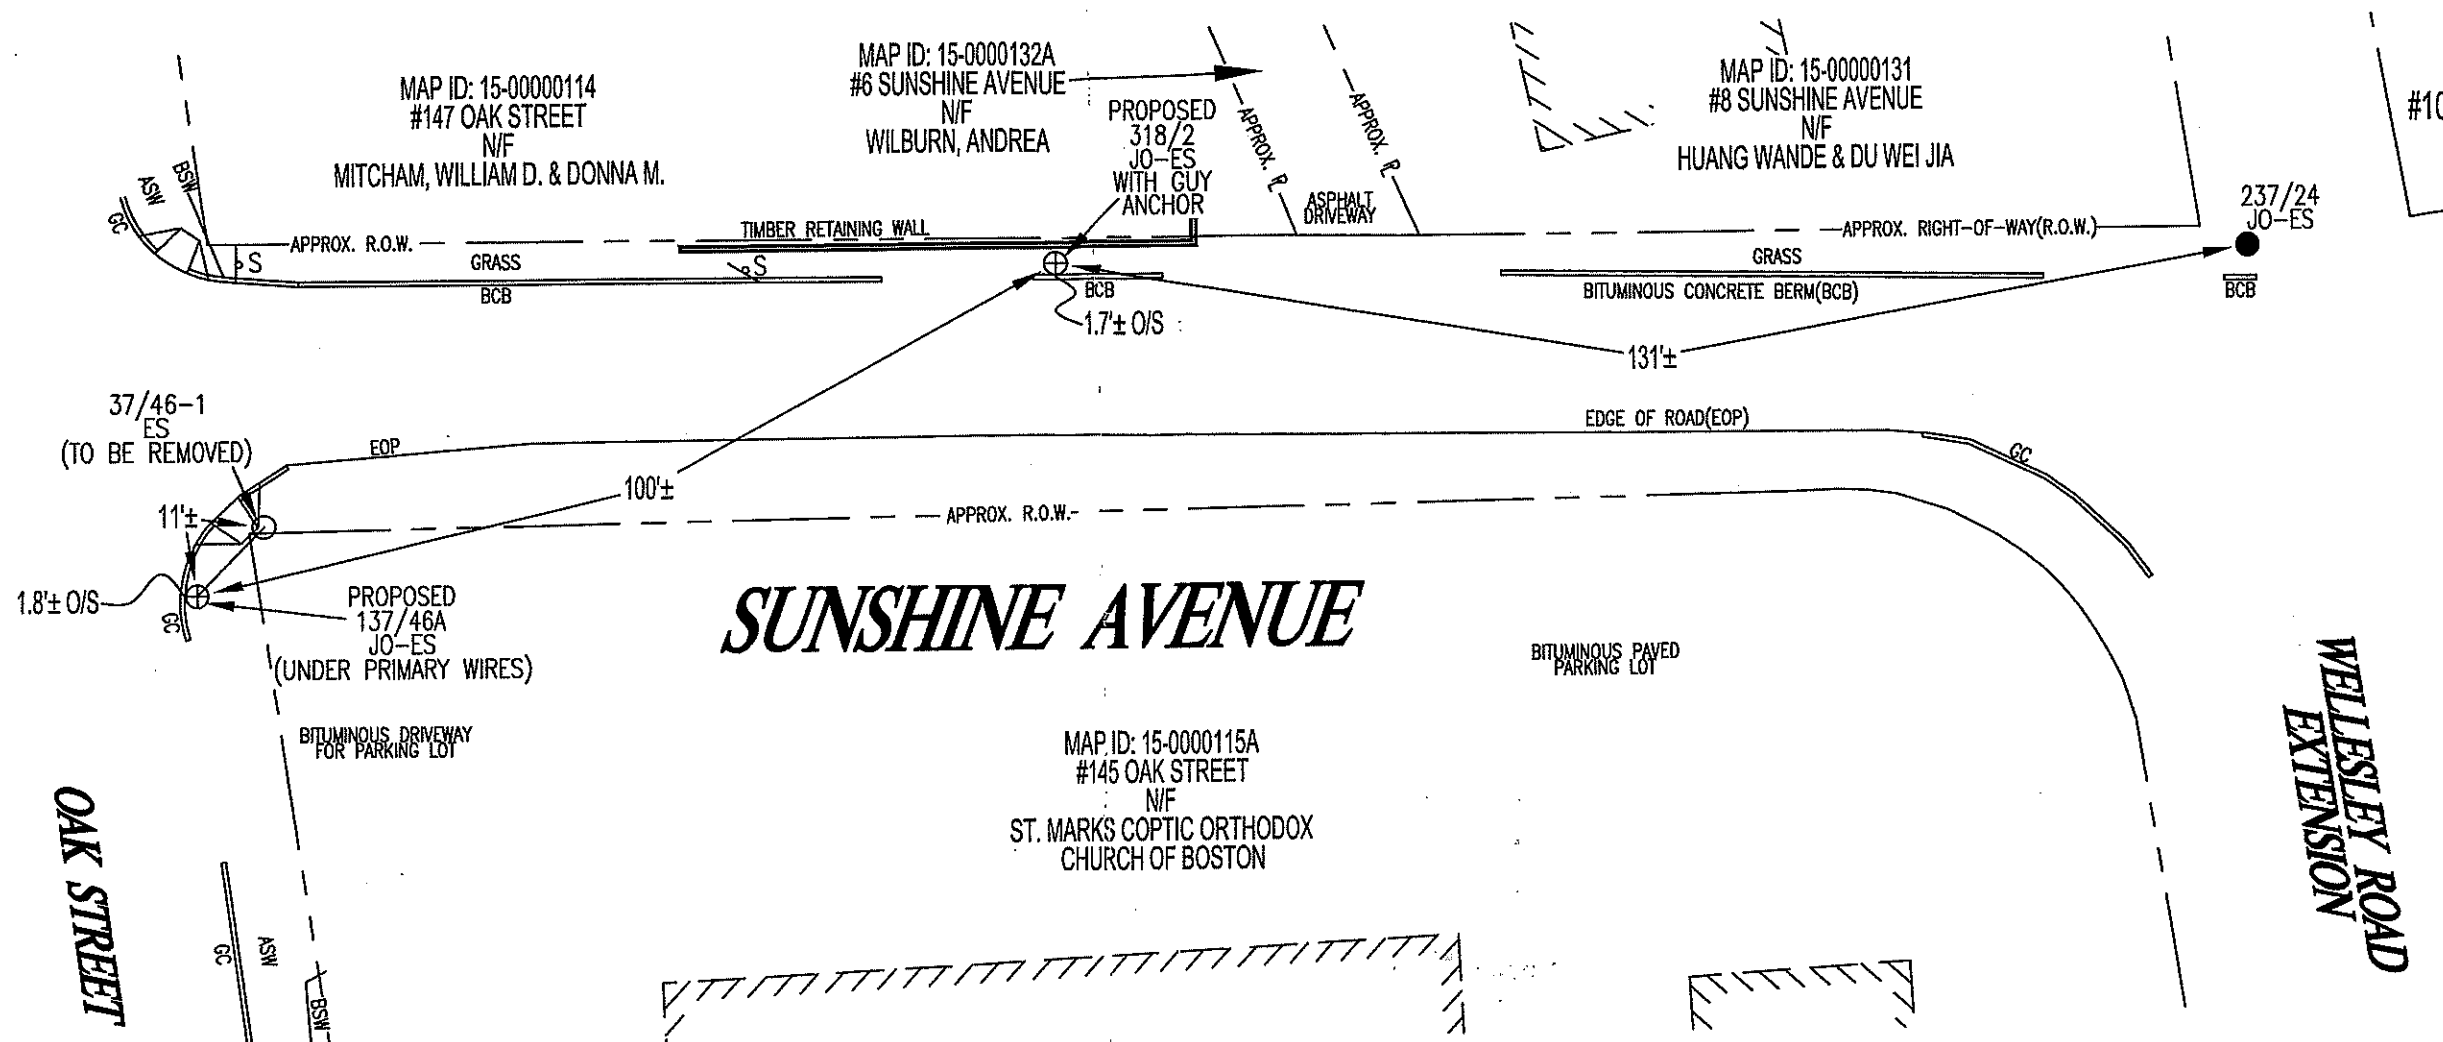 MAP ID: 15-00000114
#147 OAK STREET
N/F
MITCHAM, WILLIAM D. & DONNA M.
MAP ID: 15-0000132A
#6 SUNSHINE AVENUE
N/F
WILBURN, ANDREA
PROPOSED
318/2
JO-ES
WITH GUY
ANCHOR
APPROX. PL
APPROX. PL
ASPHALT
DRIVEWAY
MAP ID: 15-00000131
#8 SUNSHINE AVENUE
N/F
HUANG WANDE & DU WEI JIA
237/24
JO-ES
BCB
ASW
BSW
GC
APPROX. R.O.W.
TIMBER RETAINING WALL
APPROX. RIGHT-OF-WAY(R.O.W.)
S
GRASS
S
GRASS
BCB
BCB
BITUMINOUS CONCRETE BERM(BCB)
1.7'± O/S
131'±
37/46-1
ES
(TO BE REMOVED)
EOP
EDGE OF ROAD(EOP)
GC
100'±
11'±
APPROX. R.O.W.
1.8'± O/S
GC
PROPOSED
137/46A
JO-ES
(UNDER PRIMARY WIRES)
SUNSHINE AVENUE
BITUMINOUS PAVED
PARKING LOT
BITUMINOUS DRIVEWAY
FOR PARKING LOT
MAP ID: 15-0000115A
#145 OAK STREET
N/F
ST. MARKS COPTIC ORTHODOX
CHURCH OF BOSTON
OAK STREET
WELLESLEY ROAD
EXTENSION
GC
ASW
BSW